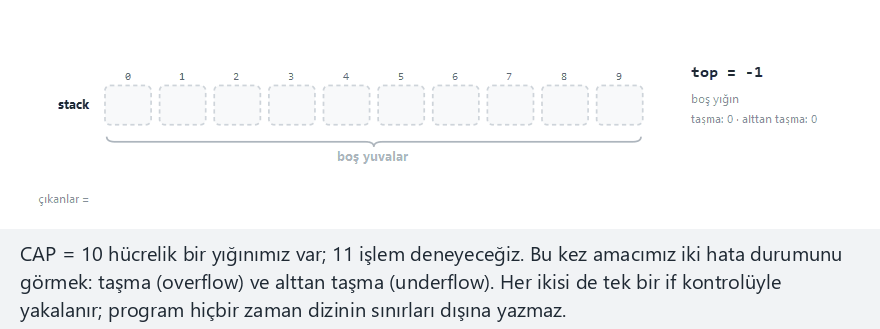 0 1 2 3 4 5 6 7 8 9
stack
top = -1
boş yığın
taşma: 0 · alttan taşma: 0
boş yuvalar
çıkanlar =
CAP = 10 hücrelik bir yığınımız var; 11 işlem deneyeceğiz. Bu kez amacımız iki hata durumunu
görmek: taşma (overflow) ve alttan taşma (underflow). Her ikisi de tek bir if kontrolüyle
yakalanır; program hiçbir zaman dizinin sınırları dışına yazmaz.